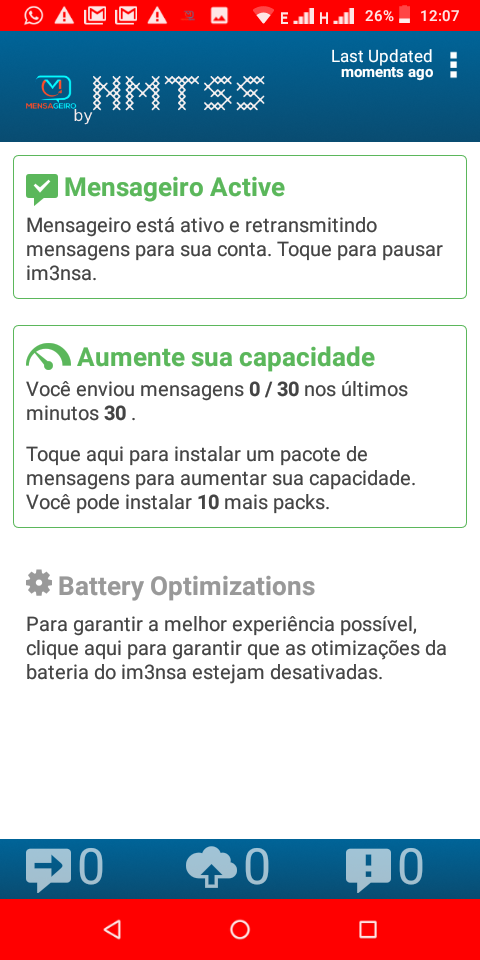 E
H
26%
12:07
Last Updated
moments ago
MENSAGEIRO
by
HMTSS
Mensageiro Active
Mensageiro está ativo e retransmitindo
mensagens para sua conta. Toque para pausar
im3nsa.
Aumente sua capacidade
Você enviou mensagens 0 / 30 nos últimos
minutos 30 .
Toque aqui para instalar um pacote de
mensagens para aumentar sua capacidade.
Você pode instalar 10 mais packs.
Battery Optimizations
Para garantir a melhor experiência possível,
clique aqui para garantir que as otimizações da
bateria do im3nsa estejam desativadas.
0
0
0